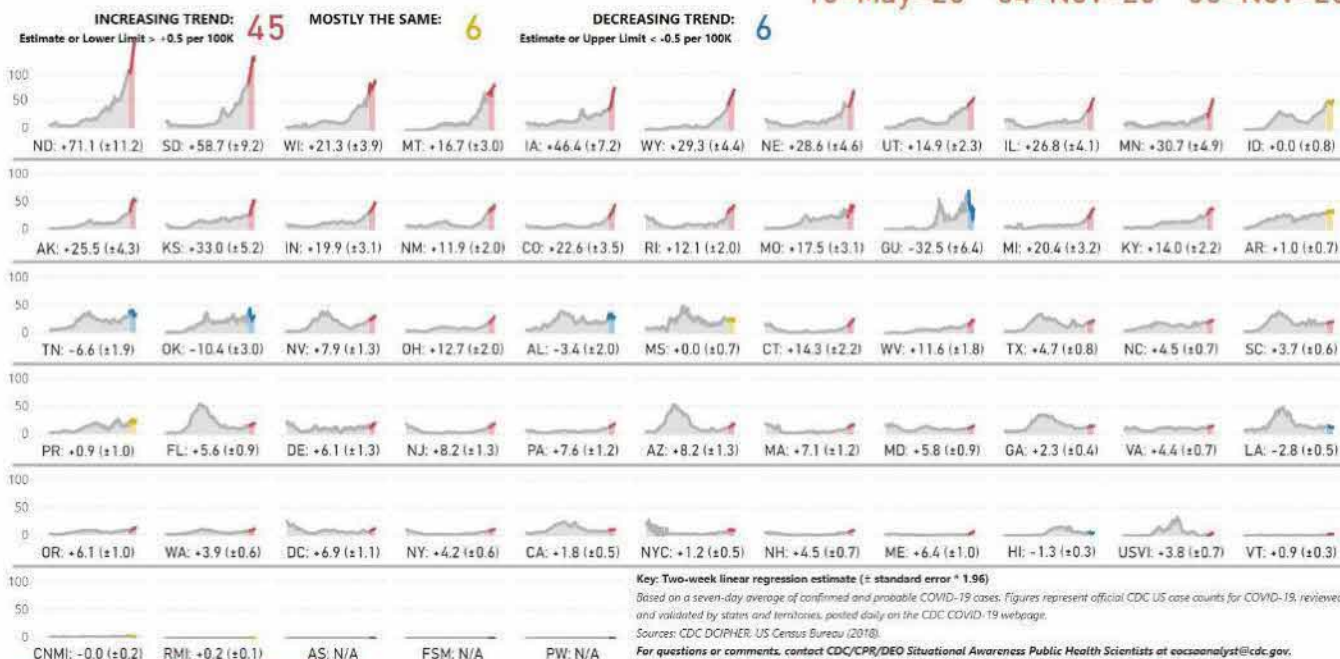 INCREASING TREND: 45 MOSTLY THE SAME: 6 DECREASING TREND: 6
Estimate or Lower Limit > +0.5 per 100K Estimate or Upper Limit < -0.5 per 100K
100
50
0
ND: +71.1 (±11.2) SD: +58.7 (±9.2) WI: +21.3 (±3.9) MT: +16.7 (±3.0) IA: +46.4 (±7.2) WY: +29.3 (±4.4) NE: +28.6 (±4.6) UT: +14.9 (±2.3) IL: +26.8 (±4.1) MN: +30.7 (±4.9) ID: +0.0 (±0.8)
100
50
0
AK: +25.5 (±4.3) KS: +33.0 (±5.2) IN: +19.9 (±3.1) NM: +11.9 (±2.0) CO: +22.6 (±3.5) RI: +12.1 (±2.0) MO: +17.5 (±3.1) GU: -32.5 (±6.4) MI: +20.4 (±3.2) KY: +14.0 (±2.2) AR: +1.0 (±0.7)
100
50
0
TN: -6.6 (±1.9) OK: -10.4 (±3.0) NV: +7.9 (±1.3) OH: +12.7 (±2.0) AL: -3.4 (±2.0) MS: +0.0 (±0.7) CT: +14.3 (±2.2) WV: +11.6 (±1.8) TX: +4.7 (±0.8) NC: +4.5 (±0.7) SC: +3.7 (±0.6)
100
50
0
PR: +0.9 (±1.0) FL: +5.6 (±0.9) DE: +6.1 (±1.3) NJ: +8.2 (±1.3) PA: +7.6 (±1.2) AZ: +8.2 (±1.3) MA: +7.1 (±1.2) MD: +5.8 (±0.9) GA: +2.3 (±0.4) VA: +4.4 (±0.7) LA: -2.8 (±0.5)
100
50
0
OR: +6.1 (±1.0) WA: +3.9 (±0.6) DC: +6.9 (±1.1) NY: +4.2 (±0.6) CA: +1.8 (±0.5) NYC: +1.2 (±0.5) NH: +4.5 (±0.7) ME: +6.4 (±1.0) HI: -1.3 (±0.3) USVI: +3.8 (±0.7) VT: +0.9 (±0.3)
100
50
0
CNMI: -0.0 (±0.2) RMI: +0.2 (±0.1) AS: N/A FSM: N/A PW: N/A
Key: Two-week linear regression estimate (± standard error * 1.96)
Based on a seven-day average of confirmed and probable COVID-19 cases. Figures represent official CDC US case counts for COVID-19, reviewed
and validated by states and territories, posted daily on the CDC COVID-19 webpage.
Sources: CDC DCIPHER, US Census Bureau (2018).
For questions or comments, contact CDC/CPR/DEO Situational Awareness Public Health Scientists at eocsaanalyst@cdc.gov.